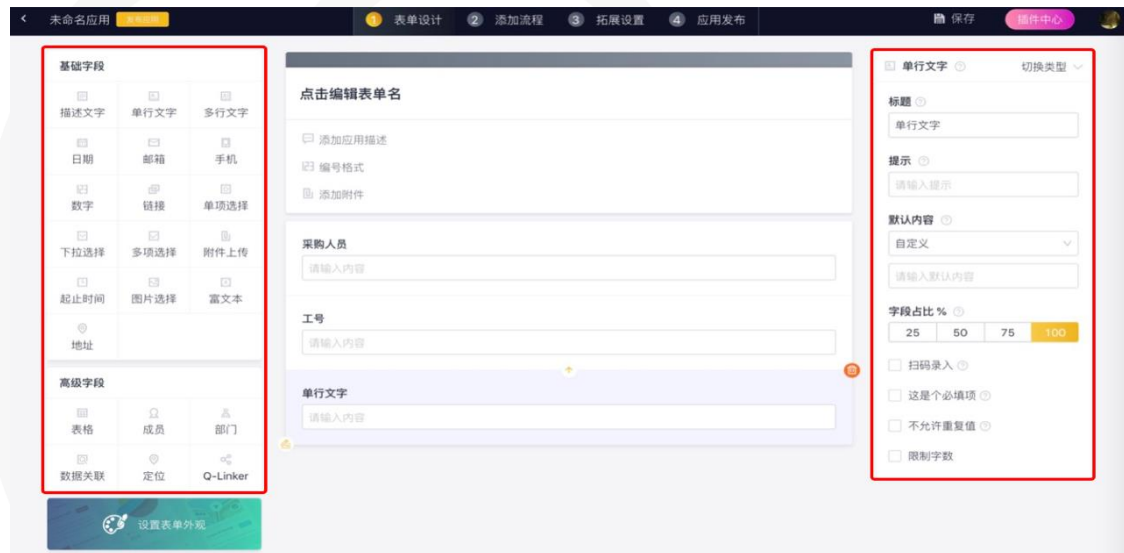 未命名应用
1 表单设计 2 添加流程 3 拓展设置 4 应用发布
保存 插件中心
基础字段
描述文字 单行文字 多行文字
日期 邮箱 手机
数字 链接 单项选择
下拉选择 多项选择 附件上传
起止时间 图片选择 富文本
地址
高级字段
表格 成员 部门
数据关联 定位 Q-Linker
设置表单外观
点击编辑表单名
添加应用描述
编号格式
添加附件
采购人员
请输入内容
工号
请输入内容
单行文字
请输入内容
单行文字 切换类型
标题
单行文字
提示
请输入提示
默认内容
自定义
请输入默认内容
字段占比 %
25 50 75 100
扫码录入
这是个必填项
不允许重复值
限制字数